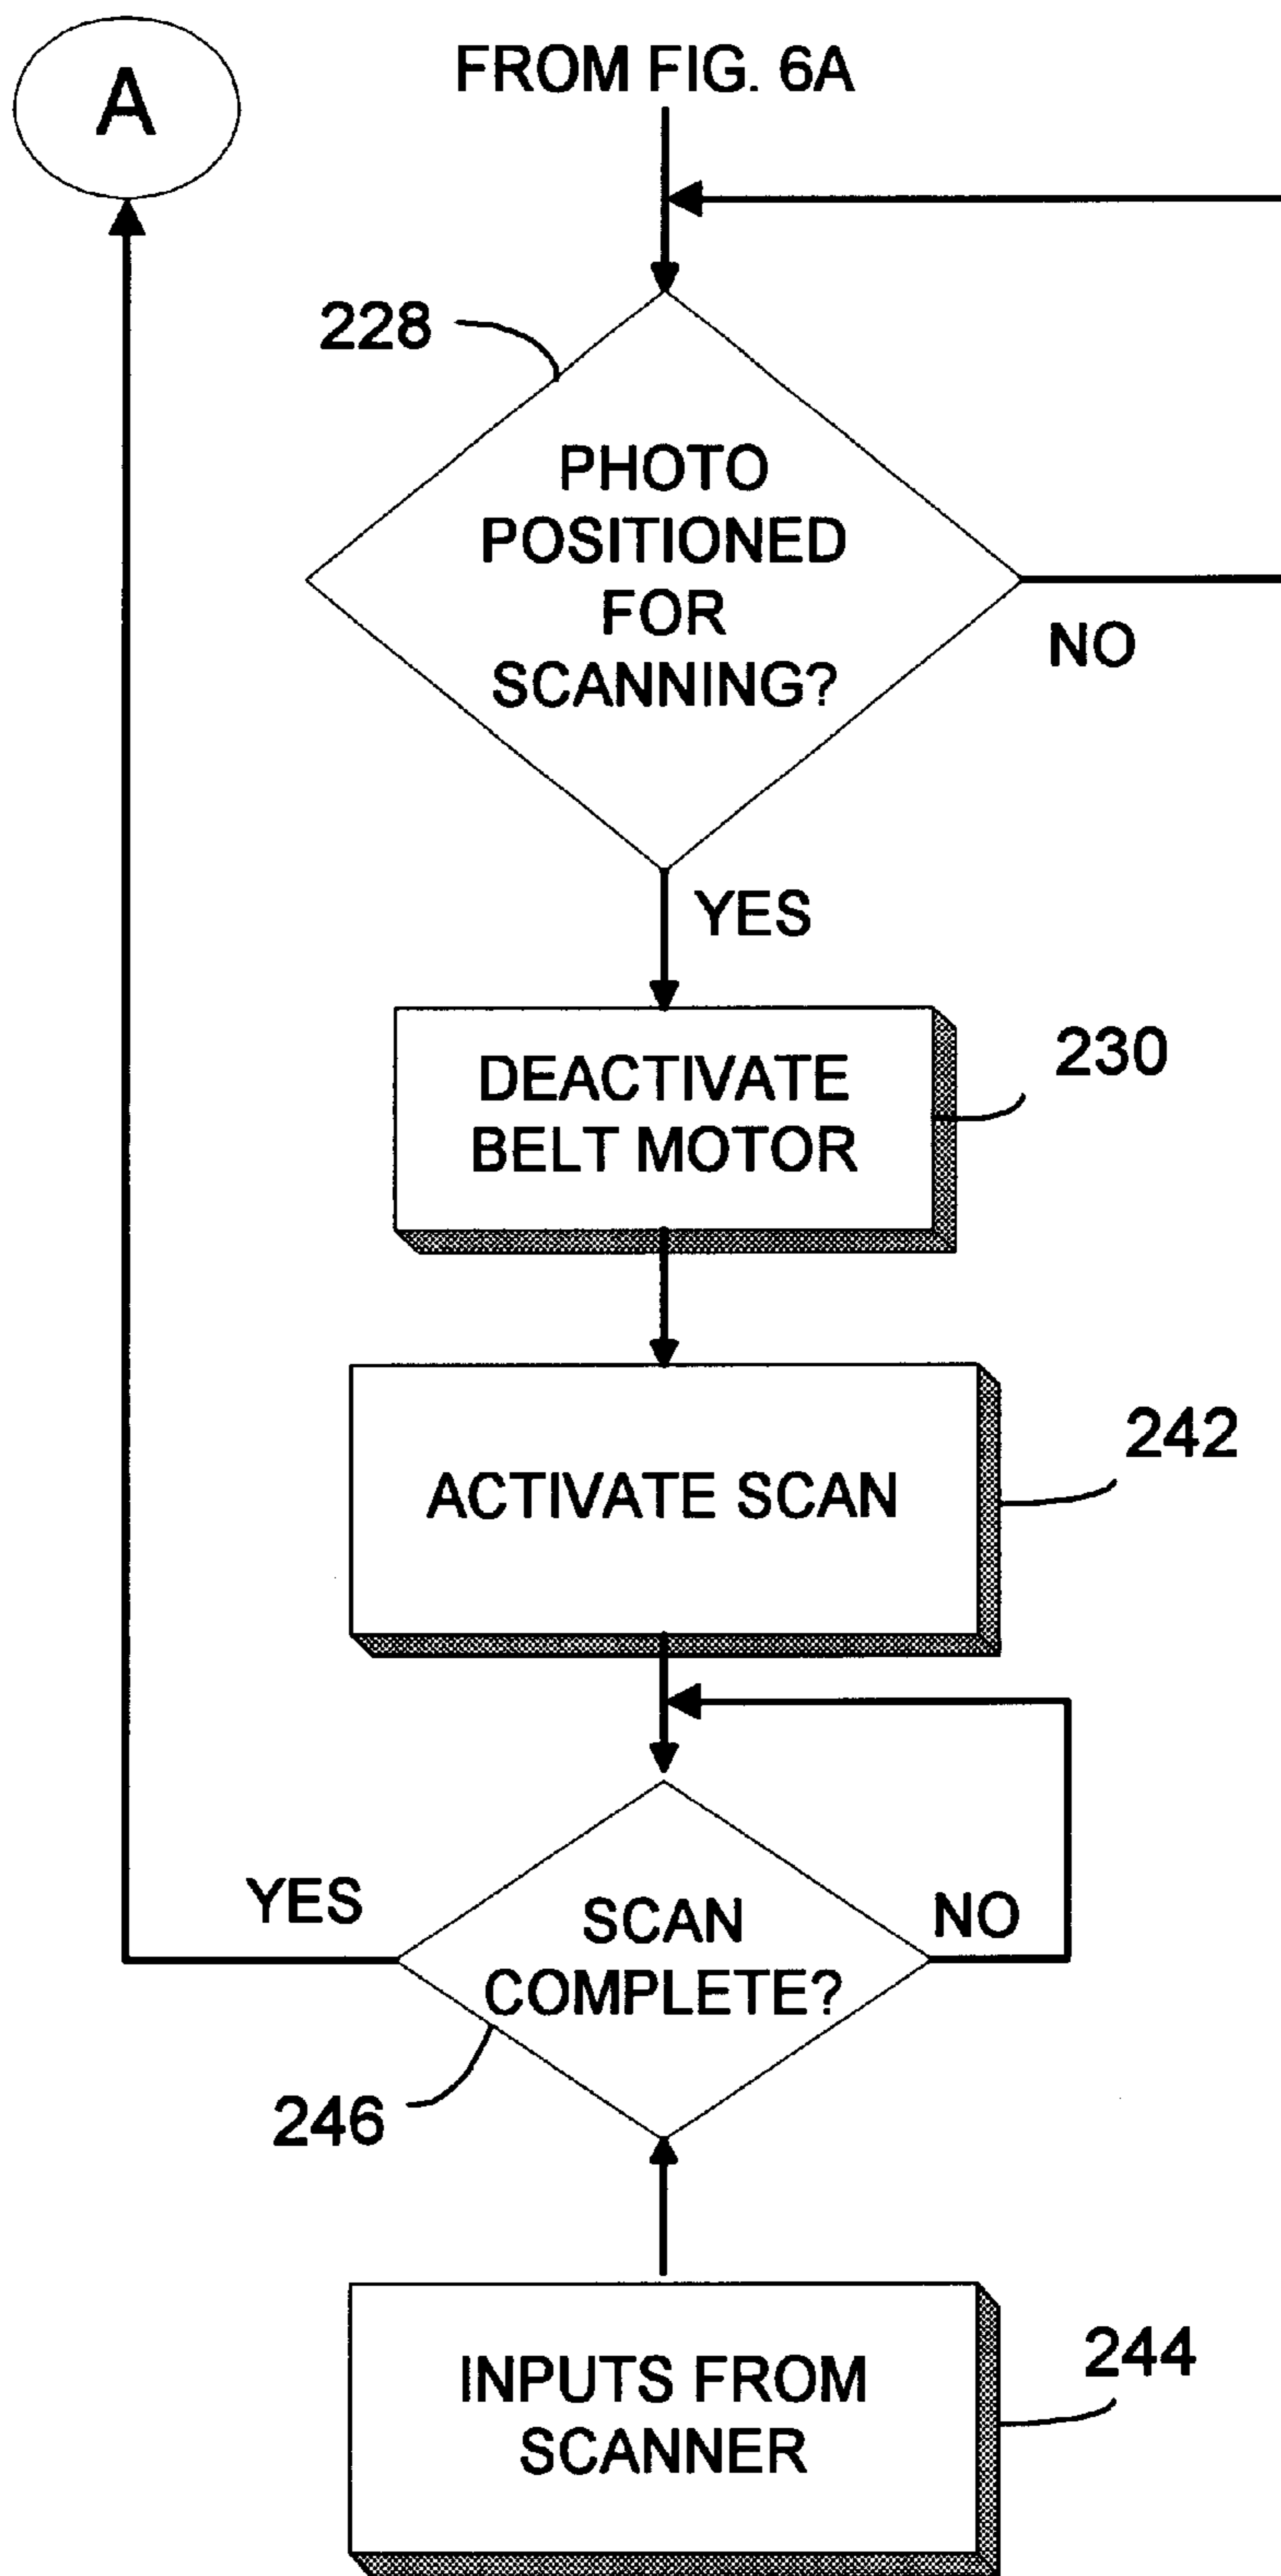 A
FROM FIG. 6A
228
PHOTO
POSITIONED
FOR
SCANNING?
NO
YES
DEACTIVATE
BELT MOTOR
230
ACTIVATE SCAN
242
YES
SCAN
COMPLETE?
NO
246
INPUTS FROM
SCANNER
244